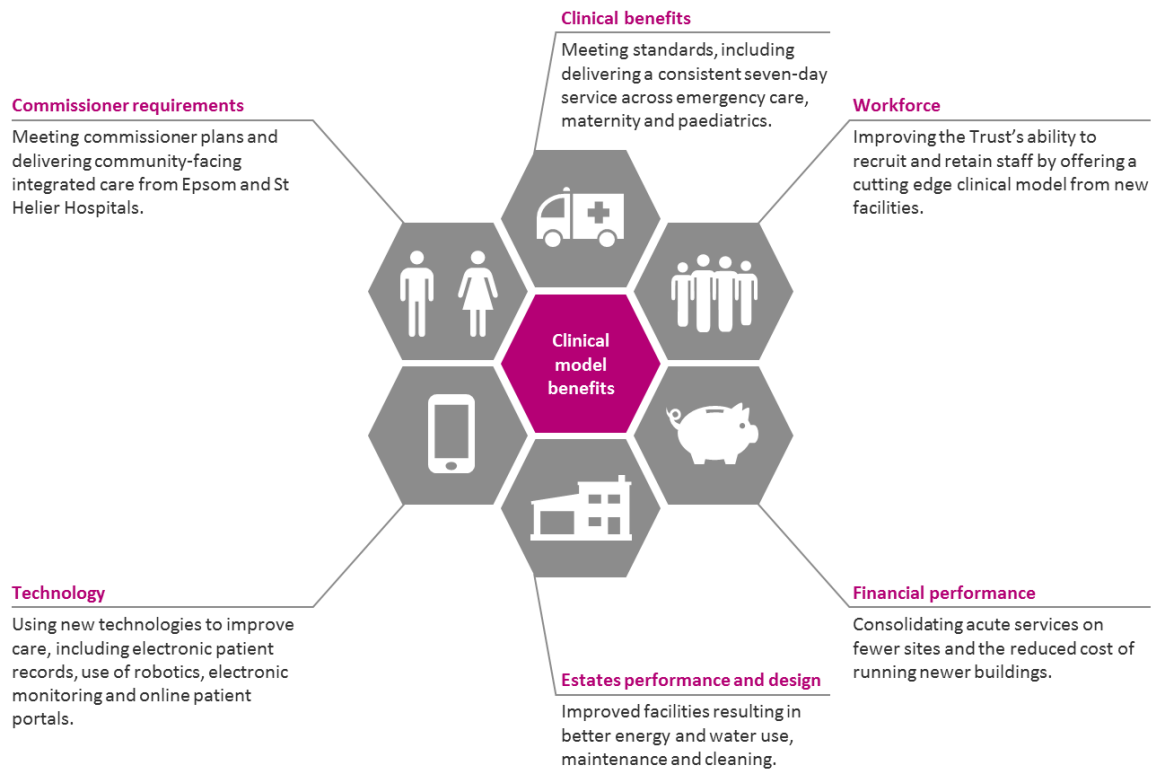 Clinical benefits
Meeting standards, including
delivering a consistent seven-day
service across emergency care,
maternity and paediatrics.
Commissioner requirements
Meeting commissioner plans and
delivering community-facing
integrated care from Epsom and St
Helier Hospitals.
Workforce
Improving the Trust's ability to
recruit and retain staff by offering a
cutting edge clinical model from new
facilities.
Clinical
model
benefits
Technology
Using new technologies to improve
care, including electronic patient
records, use of robotics, electronic
monitoring and online patient
portals.
Financial performance
Consolidating acute services on
fewer sites and the reduced cost of
running newer buildings.
Estates performance and design
Improved facilities resulting in
better energy and water use,
maintenance and cleaning.